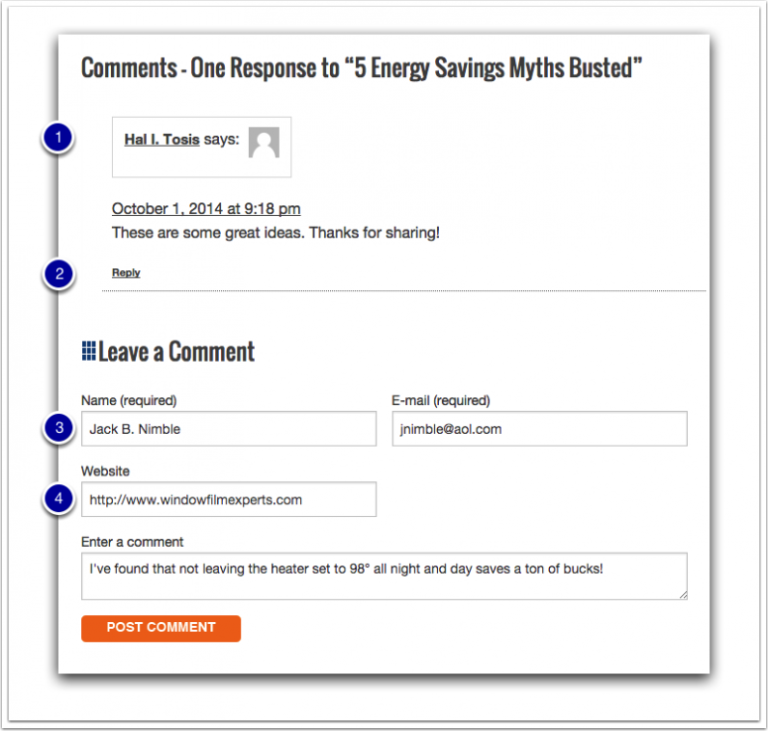 Comments - One Response to “5 Energy Savings Myths Busted”
1
Hal I. Tosis says:
October 1, 2014 at 9:18 pm
These are some great ideas. Thanks for sharing!
2
Reply
Leave a Comment
Name (required)
E-mail (required)
3
Jack B. Nimble
jnimble@aol.com
Website
4
http://www.windowfilmexperts.com
Enter a comment
I've found that not leaving the heater set to 98° all night and day saves a ton of bucks!
POST COMMENT